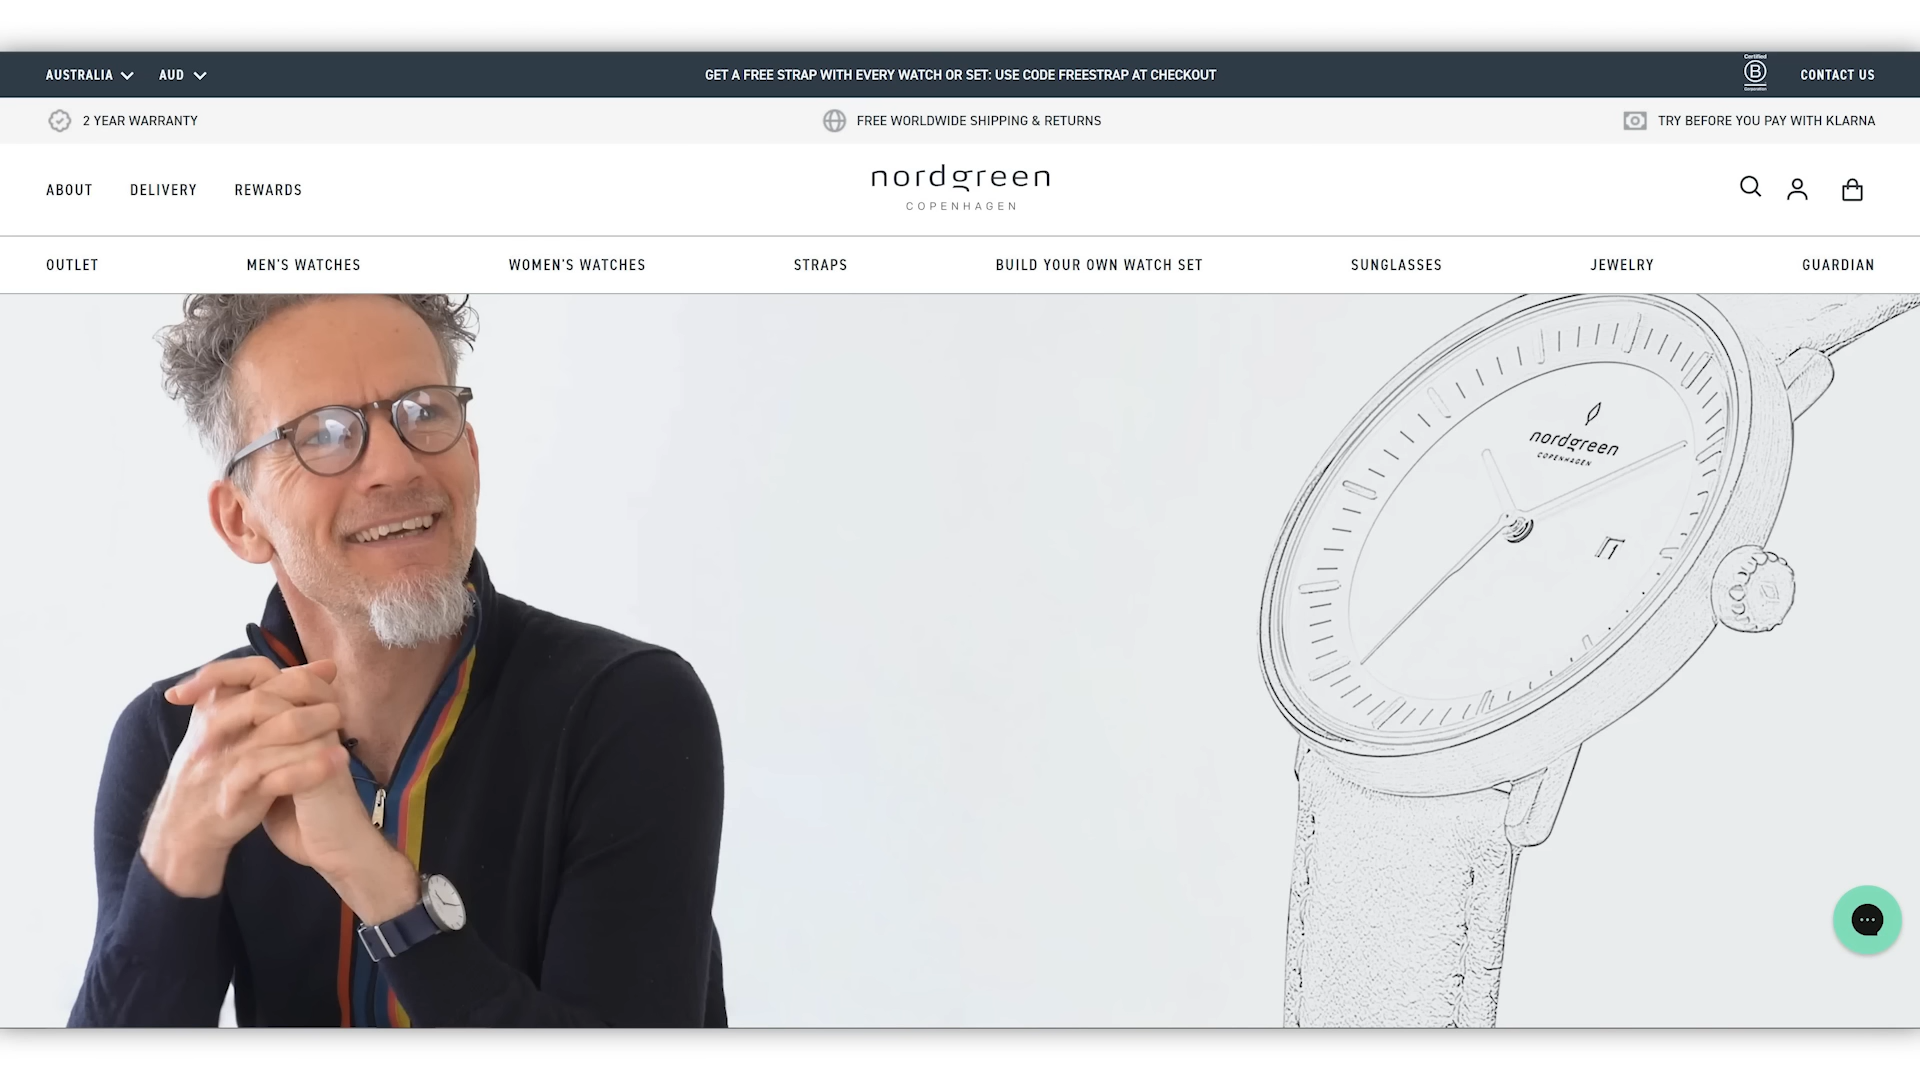 AUSTRALIA AUD GET A FREE STRAP WITH EVERY WATCH OR SET: USE CODE FREESTRAP AT CHECKOUT Certified B Corporation CONTACT US
2 YEAR WARRANTY FREE WORLDWIDE SHIPPING & RETURNS TRY BEFORE YOU PAY WITH KLARNA
ABOUT DELIVERY REWARDS
nordgreen
COPENHAGEN
OUTLET MEN'S WATCHES WOMEN'S WATCHES STRAPS BUILD YOUR OWN WATCH SET SUNGLASSES JEWELRY GUARDIAN
nordgreen
COPENHAGEN